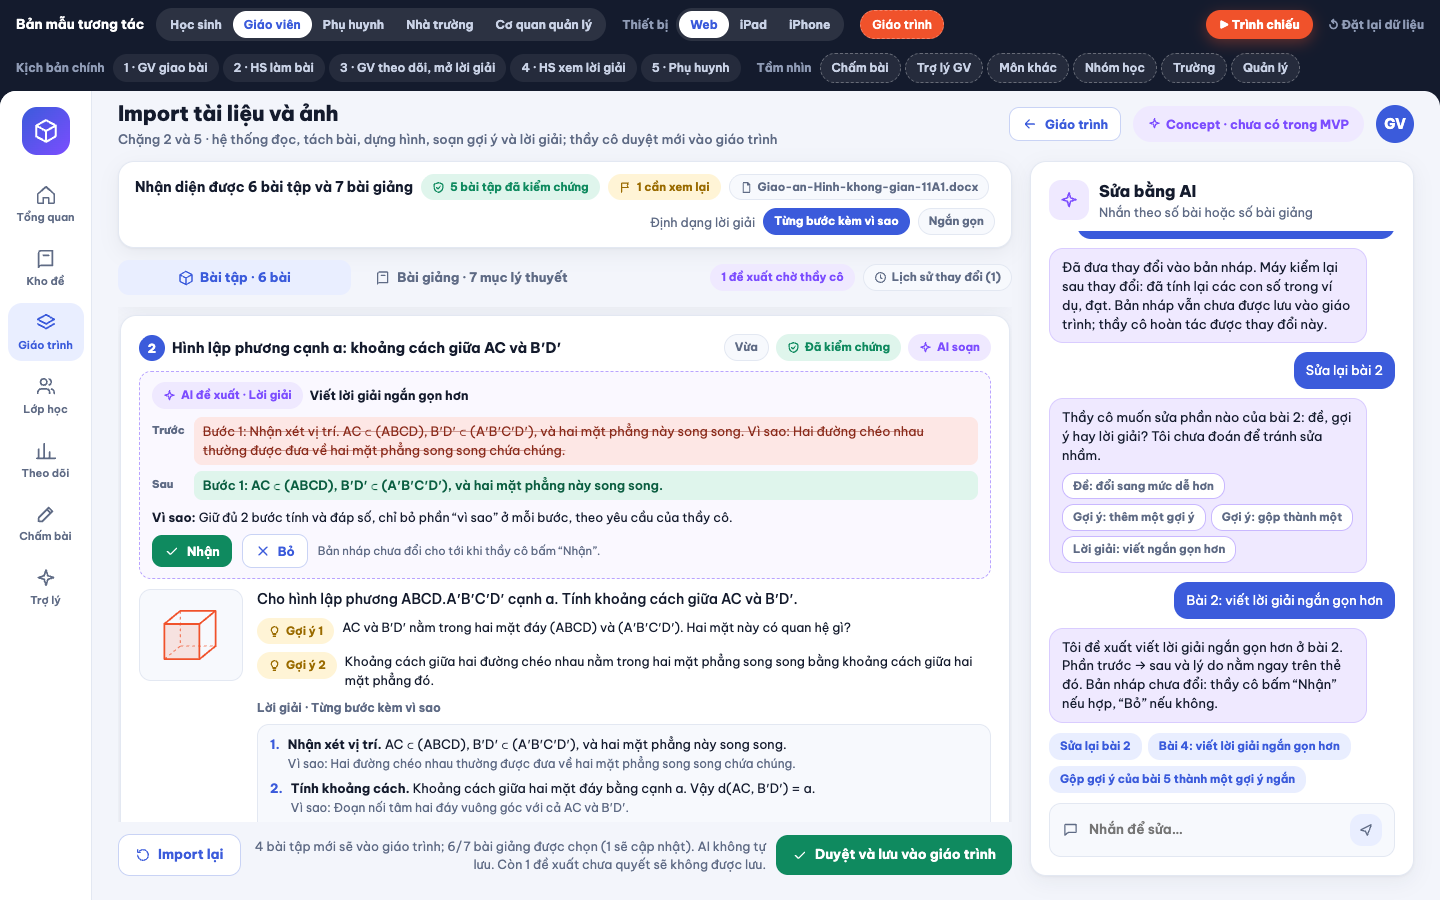 Bản mẫu tương tác
Học sinh
Giáo viên
Phụ huynh
Nhà trường
Cơ quan quản lý
Thiết bị
Web
iPad
iPhone
Giáo trình
Trình chiếu
Đặt lại dữ liệu
Kịch bản chính
1 · GV giao bài
2 · HS làm bài
3 · GV theo dõi, mở lời giải
4 · HS xem lời giải
5 · Phụ huynh
Tầm nhìn
Chấm bài
Trợ lý GV
Môn khác
Nhóm học
Trường
Quản lý
Tổng quan
Kho đề
Giáo trình
Lớp học
Theo dõi
Chấm bài
Trợ lý
Import tài liệu và ảnh
Chặng 2 và 5 · hệ thống đọc, tách bài, dựng hình, soạn gợi ý và lời giải; thầy cô duyệt mới vào giáo trình
Giáo trình
Concept · chưa có trong MVP
GV
Nhận diện được 6 bài tập và 7 bài giảng
5 bài tập đã kiểm chứng
1 cần xem lại
Giao-an-Hinh-khong-gian-11A1.docx
Định dạng lời giải
Từng bước kèm vì sao
Ngắn gọn
Bài tập · 6 bài
Bài giảng · 7 mục lý thuyết
1 đề xuất chờ thầy cô
Lịch sử thay đổi (1)
2
Hình lập phương cạnh a: khoảng cách giữa AC và B′D′
Vừa
Đã kiểm chứng
AI soạn
AI đề xuất · Lời giải
Viết lời giải ngắn gọn hơn
Trước
Bước 1: Nhận xét vị trí. AC ⊂ (ABCD), B′D′ ⊂ (A′B′C′D′), và hai mặt phẳng này song song. Vì sao: Hai đường chéo nhau
thường được đưa về hai mặt phẳng song song chứa chúng.
Sau
Bước 1: AC ⊂ (ABCD), B′D′ ⊂ (A′B′C′D′), và hai mặt phẳng này song song.
Vì sao: Giữ đủ 2 bước tính và đáp số, chỉ bỏ phần “vì sao” ở mỗi bước, theo yêu cầu của thầy cô.
Nhận
Bỏ
Bản nháp chưa đổi cho tới khi thầy cô bấm “Nhận”.
Cho hình lập phương ABCD.A′B′C′D′ cạnh a. Tính khoảng cách giữa AC và B′D′.
Gợi ý 1
AC và B′D′ nằm trong hai mặt đáy (ABCD) và (A′B′C′D′). Hai mặt này có quan hệ gì?
Gợi ý 2
Khoảng cách giữa hai đường chéo nhau nằm trong hai mặt phẳng song song bằng khoảng cách giữa hai
mặt phẳng đó.
Lời giải · Từng bước kèm vì sao
1. Nhận xét vị trí. AC ⊂ (ABCD), B′D′ ⊂ (A′B′C′D′), và hai mặt phẳng này song song.
Vì sao: Hai đường chéo nhau thường được đưa về hai mặt phẳng song song chứa chúng.
2. Tính khoảng cách. Khoảng cách giữa hai mặt đáy bằng cạnh a. Vậy d(AC, B′D′) = a.
Vì sao: Đoạn nối tâm hai đáy vuông góc với cả AC và B′D′.
Import lại
4 bài tập mới sẽ vào giáo trình; 6/7 bài giảng được chọn (1 sẽ cập nhật). AI không tự
lưu. Còn 1 đề xuất chưa quyết sẽ không được lưu.
Duyệt và lưu vào giáo trình
Sửa bằng AI
Nhắn theo số bài hoặc số bài giảng
Đã đưa thay đổi vào bản nháp. Máy kiểm lại
sau thay đổi: đã tính lại các con số trong ví
dụ, đạt. Bản nháp vẫn chưa được lưu vào giáo
trình; thầy cô hoàn tác được thay đổi này.
Sửa lại bài 2
Thầy cô muốn sửa phần nào của bài 2: đề, gợi
ý hay lời giải? Tôi chưa đoán để tránh sửa
nhầm.
Đề: đổi sang mức dễ hơn
Gợi ý: thêm một gợi ý
Gợi ý: gộp thành một
Lời giải: viết ngắn gọn hơn
Bài 2: viết lời giải ngắn gọn hơn
Tôi đề xuất viết lời giải ngắn gọn hơn ở bài 2.
Phần trước → sau và lý do nằm ngay trên thẻ
đó. Bản nháp chưa đổi: thầy cô bấm “Nhận”
nếu hợp, “Bỏ” nếu không.
Sửa lại bài 2
Bài 4: viết lời giải ngắn gọn hơn
Gộp gợi ý của bài 5 thành một gợi ý ngắn
Nhắn để sửa...